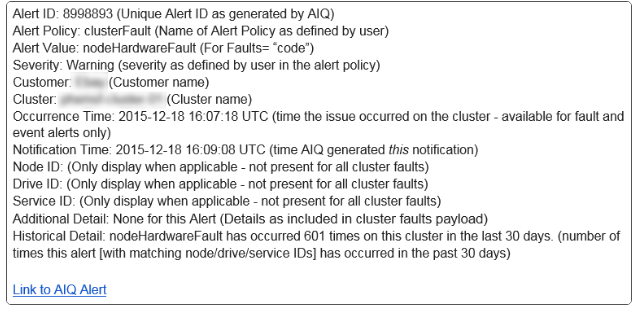 Alert ID: 8998893 (Unique Alert ID as generated by AIQ)
Alert Policy: clusterFault (Name of Alert Policy as defined by user)
Alert Value: nodeHardwareFault (For Faults= “code”)
Severity: Warning (severity as defined by user in the alert policy)
Customer: (Customer name)
Cluster: (Cluster name)
Occurrence Time: 2015-12-18 16:07:18 UTC (time the issue occurred on the cluster - available for fault and
event alerts only)
Notification Time: 2015-12-18 16:09:08 UTC (time AIQ generated this notification)
Node ID: (Only display when applicable - not present for all cluster faults)
Drive ID: (Only display when applicable - not present for all cluster faults)
Service ID: (Only display when applicable - not present for all cluster faults)
Additional Detail: None for this Alert (Details as included in cluster faults payload)
Historical Detail: nodeHardwareFault has occurred 601 times on this cluster in the last 30 days. (number of
times this alert [with matching node/drive/service IDs] has occurred in the past 30 days)
Link to AIQ Alert